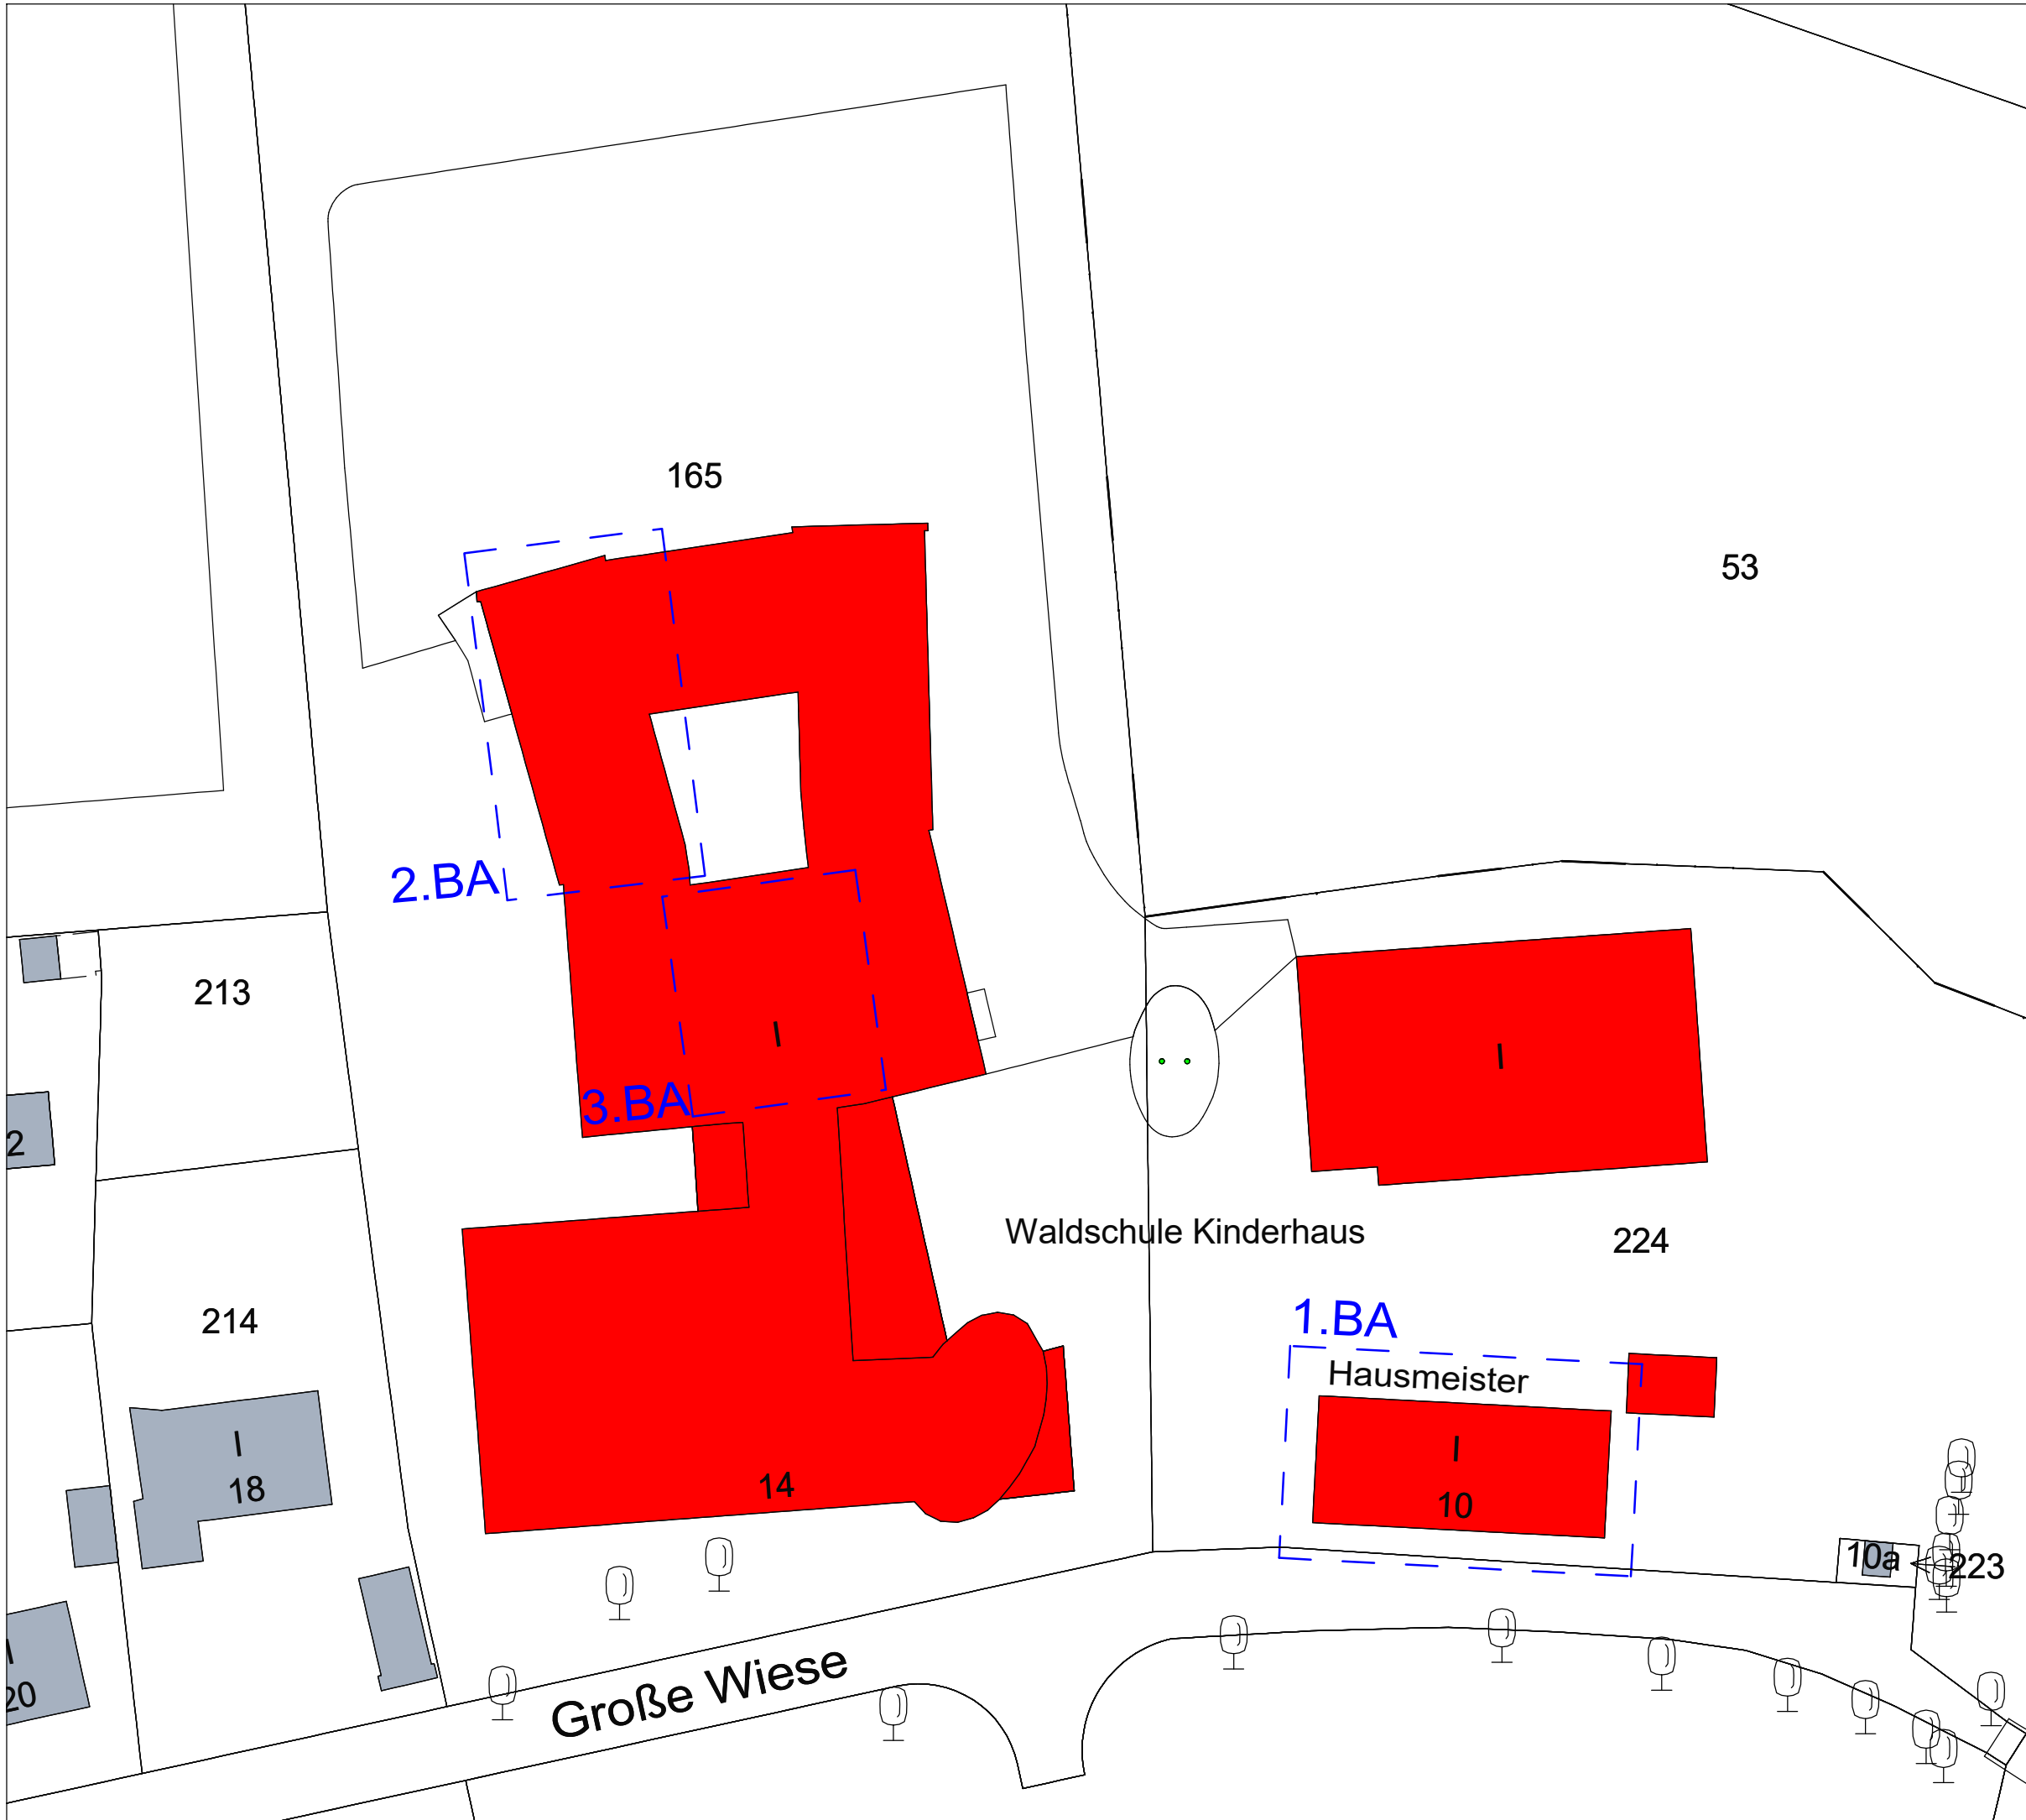 165
53
2.BA
213
I
I
3.BA
2
Waldschule Kinderhaus
224
214
1.BA
Hausmeister
I
I
18
14
10
10a
223
I
20
Große Wiese